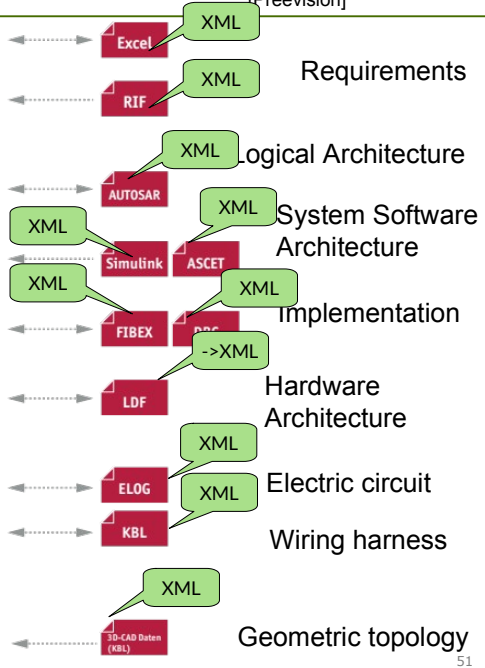 [Preevision]
XML
Excel
XML
Requirements
RIF
XML
Logical Architecture
AUTOSAR
XML
System Software
XML
Architecture
Simulink
ASCET
XML
XML
Implementation
FIBEX
DBC
->XML
LDF
Hardware
Architecture
XML
ELOG
XML
Electric circuit
KBL
Wiring harness
XML
3D-CAD Daten
(KBL)
Geometric topology
51